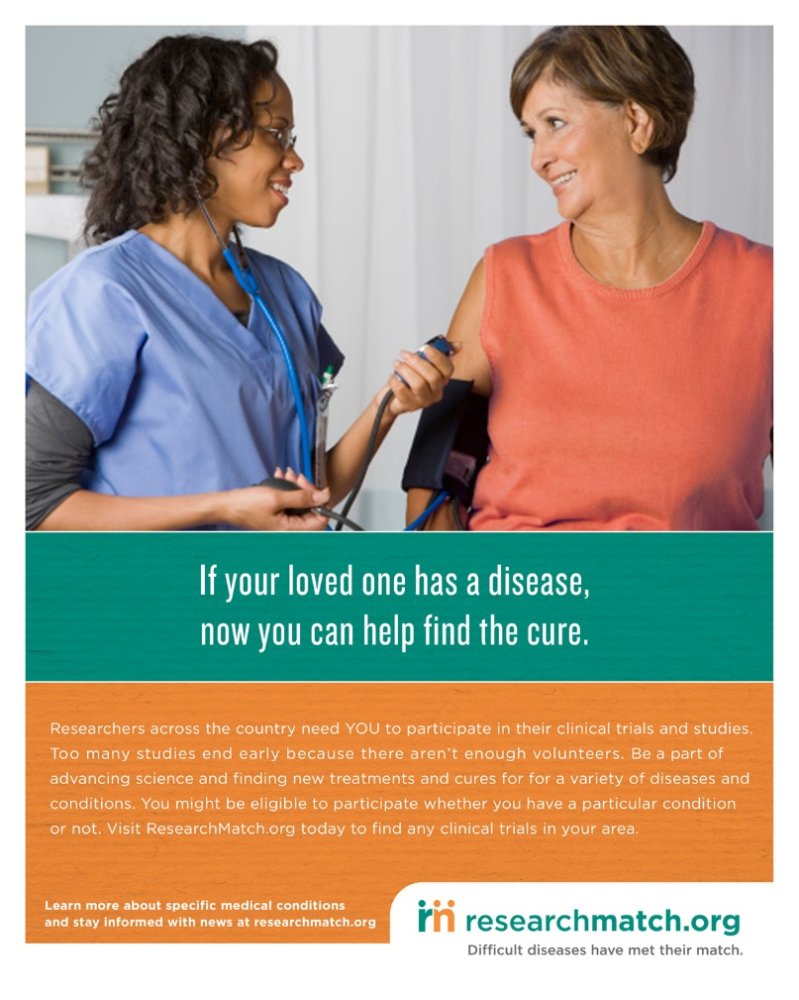 If your loved one has a disease,
now you can help find the cure.
Researchers across the country need YOU to participate in their clinical trials and studies.
Too many studies end early because there aren't enough volunteers. Be a part of
advancing science and finding new treatments and cures for for a variety of diseases and
conditions. You might be eligible to participate whether you have a particular condition
or not. Visit ResearchMatch.org today to find any clinical trials in your area.
Learn more about specific medical conditions
and stay informed with news at researchmatch.org
rm researchmatch.org
Difficult diseases have met their match.